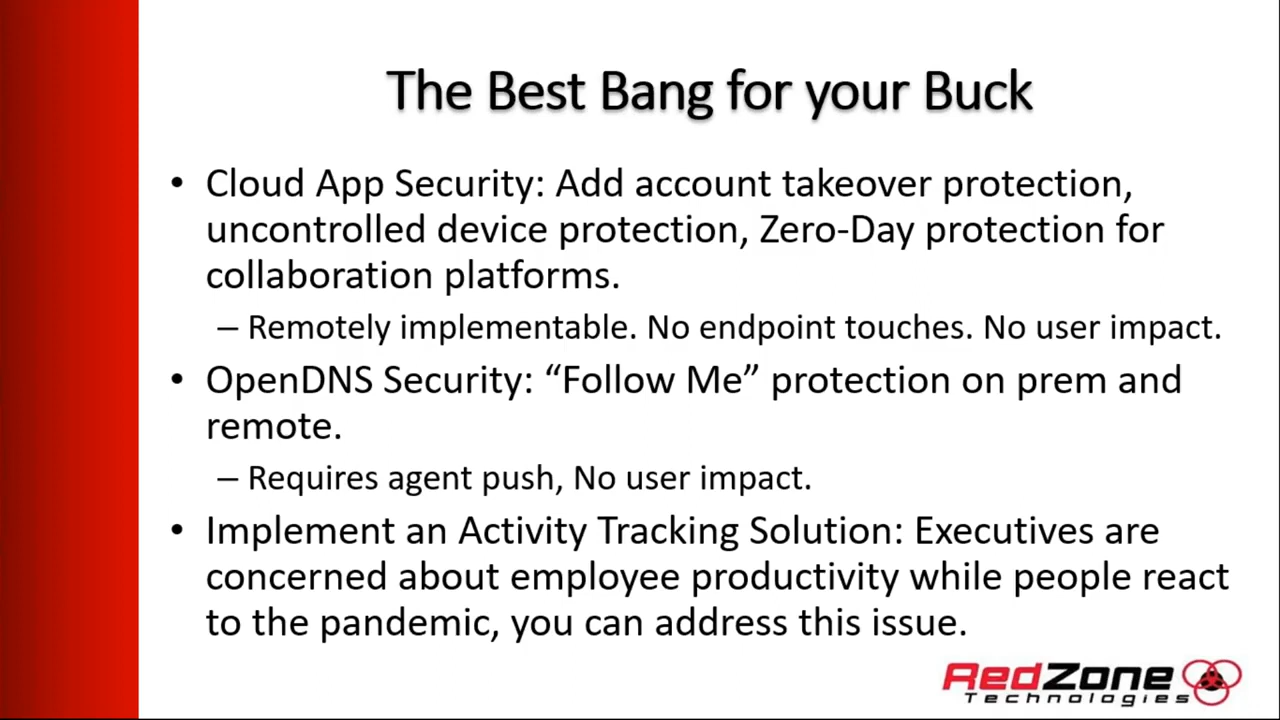 The Best Bang for your Buck
• Cloud App Security: Add account takeover protection,
uncontrolled device protection, Zero-Day protection for
collaboration platforms.
– Remotely implementable. No endpoint touches. No user impact.
• OpenDNS Security: “Follow Me” protection on prem and
remote.
– Requires agent push, No user impact.
• Implement an Activity Tracking Solution: Executives are
concerned about employee productivity while people react
to the pandemic, you can address this issue.
RedZone
Technologies